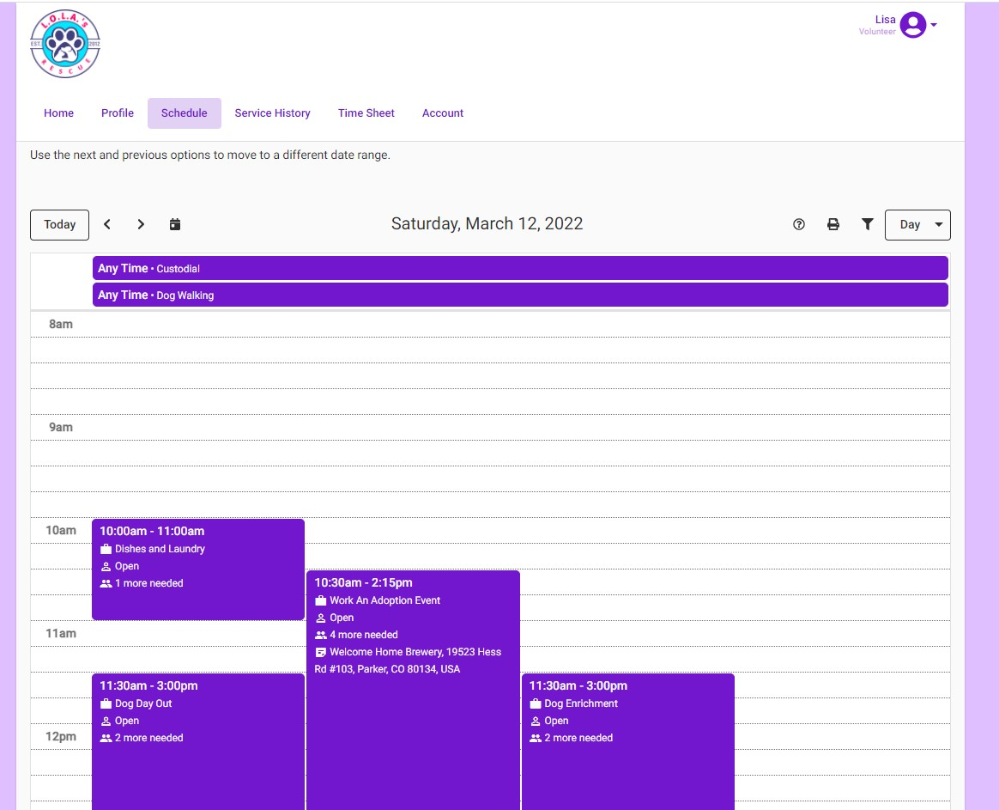 L.O.L.A.'S
EST. 2012
RESCUE
Lisa
Volunteer
Home Profile Schedule Service History Time Sheet Account
Use the next and previous options to move to a different date range.
Today Saturday, March 12, 2022 Day
Any Time • Custodial
Any Time • Dog Walking
8am
9am
10am
10:00am - 11:00am
Dishes and Laundry
Open
1 more needed
10:30am - 2:15pm
Work An Adoption Event
Open
4 more needed
Welcome Home Brewery, 19523 Hess
Rd #103, Parker, CO 80134, USA
11am
11:30am - 3:00pm
Dog Day Out
Open
2 more needed
11:30am - 3:00pm
Dog Enrichment
Open
2 more needed
12pm